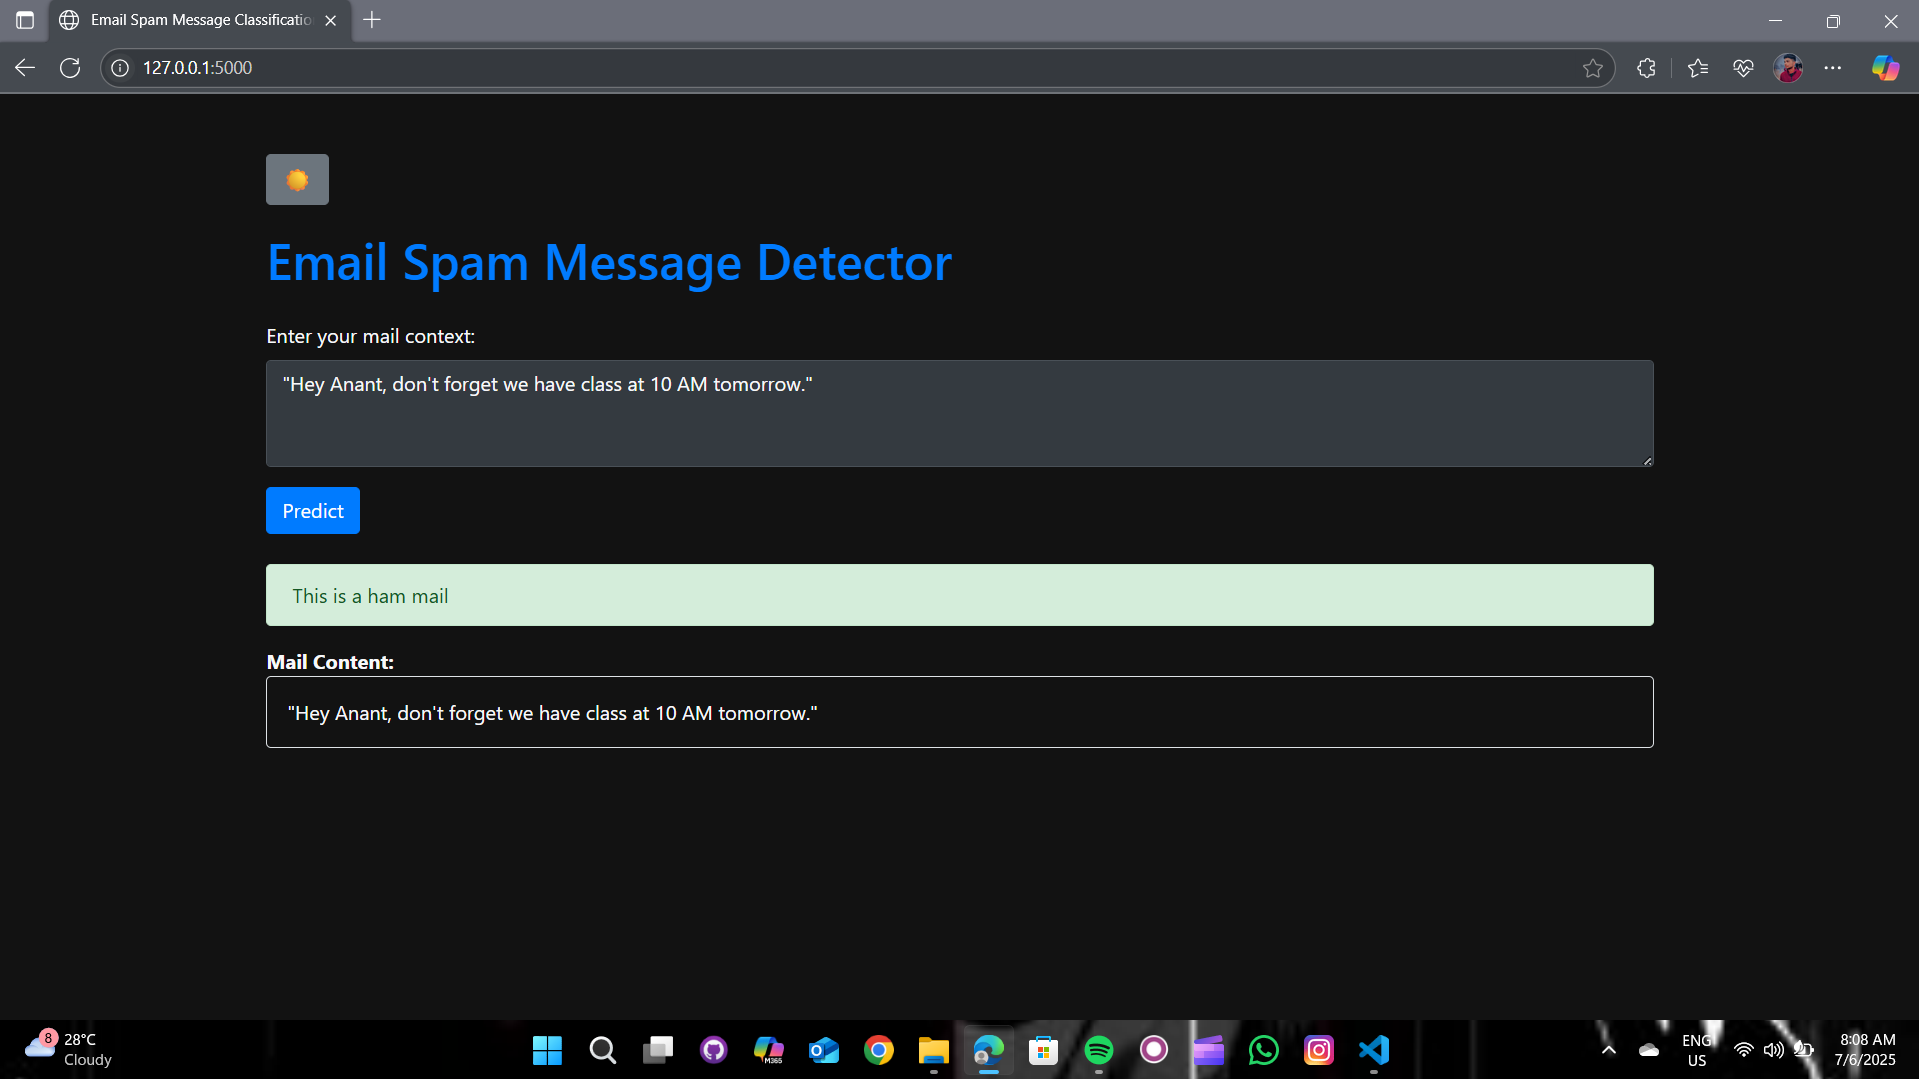 Email Spam Message Classificatio
127.0.0.1:5000
Email Spam Message Detector
Enter your mail context:
"Hey Anant, don't forget we have class at 10 AM tomorrow."
Predict
This is a ham mail
Mail Content:
"Hey Anant, don't forget we have class at 10 AM tomorrow."
8
28°C
Cloudy
M365
ENG
US
8:08 AM
7/6/2025